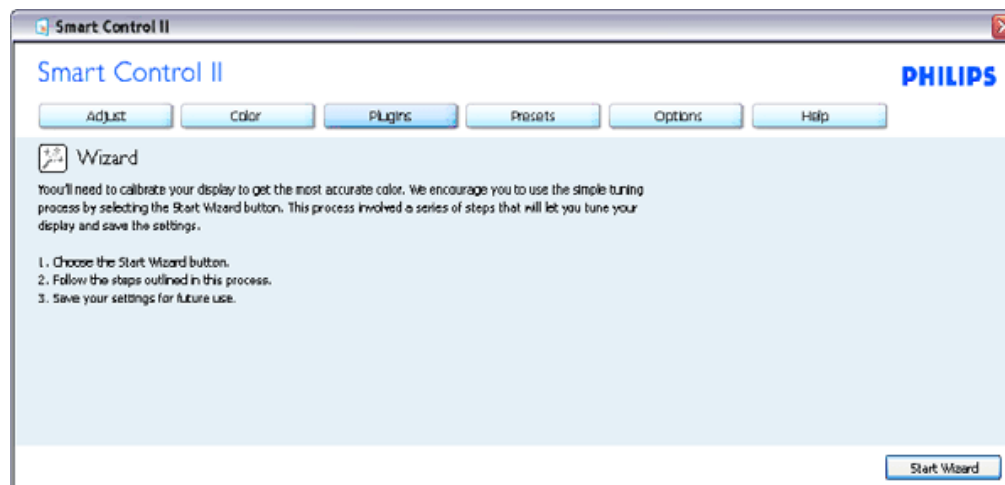 Smart Control II
Smart Control II
PHILIPS
Adjust Color Plugins Presets Options Help
Wizard
Yoou'll need to calibrate your display to get the most accurate color. We encourage you to use the simple tuning
process by selecting the Start Wizard button. This process involved a series of steps that will let you tune your
display and save the settings.
1. Choose the Start Wizard button.
2. Follow the steps outlined in this process.
3. Save your settings for future use.
Start Wizard